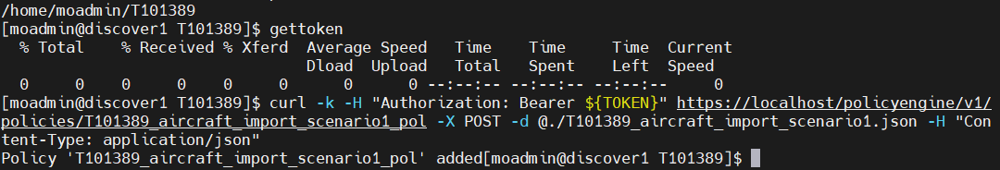 /home/moadmin/T101389
[moadmin@discover1 T101389]$ gettoken
  % Total    % Received % Xferd  Average Speed   Time    Time     Time  Current
                                 Dload  Upload   Total   Spent    Left  Speed
  0     0    0     0    0     0      0      0 --:--:-- --:--:-- --:--:--     0
[moadmin@discover1 T101389]$ curl -k -H "Authorization: Bearer ${TOKEN}" https://localhost/policyengine/v1/
policies/T101389_aircraft_import_scenario1_pol -X POST -d @./T101389_aircraft_import_scenario1.json -H "Con
tent-Type: application/json"
Policy 'T101389_aircraft_import_scenario1_pol' added[moadmin@discover1 T101389]$